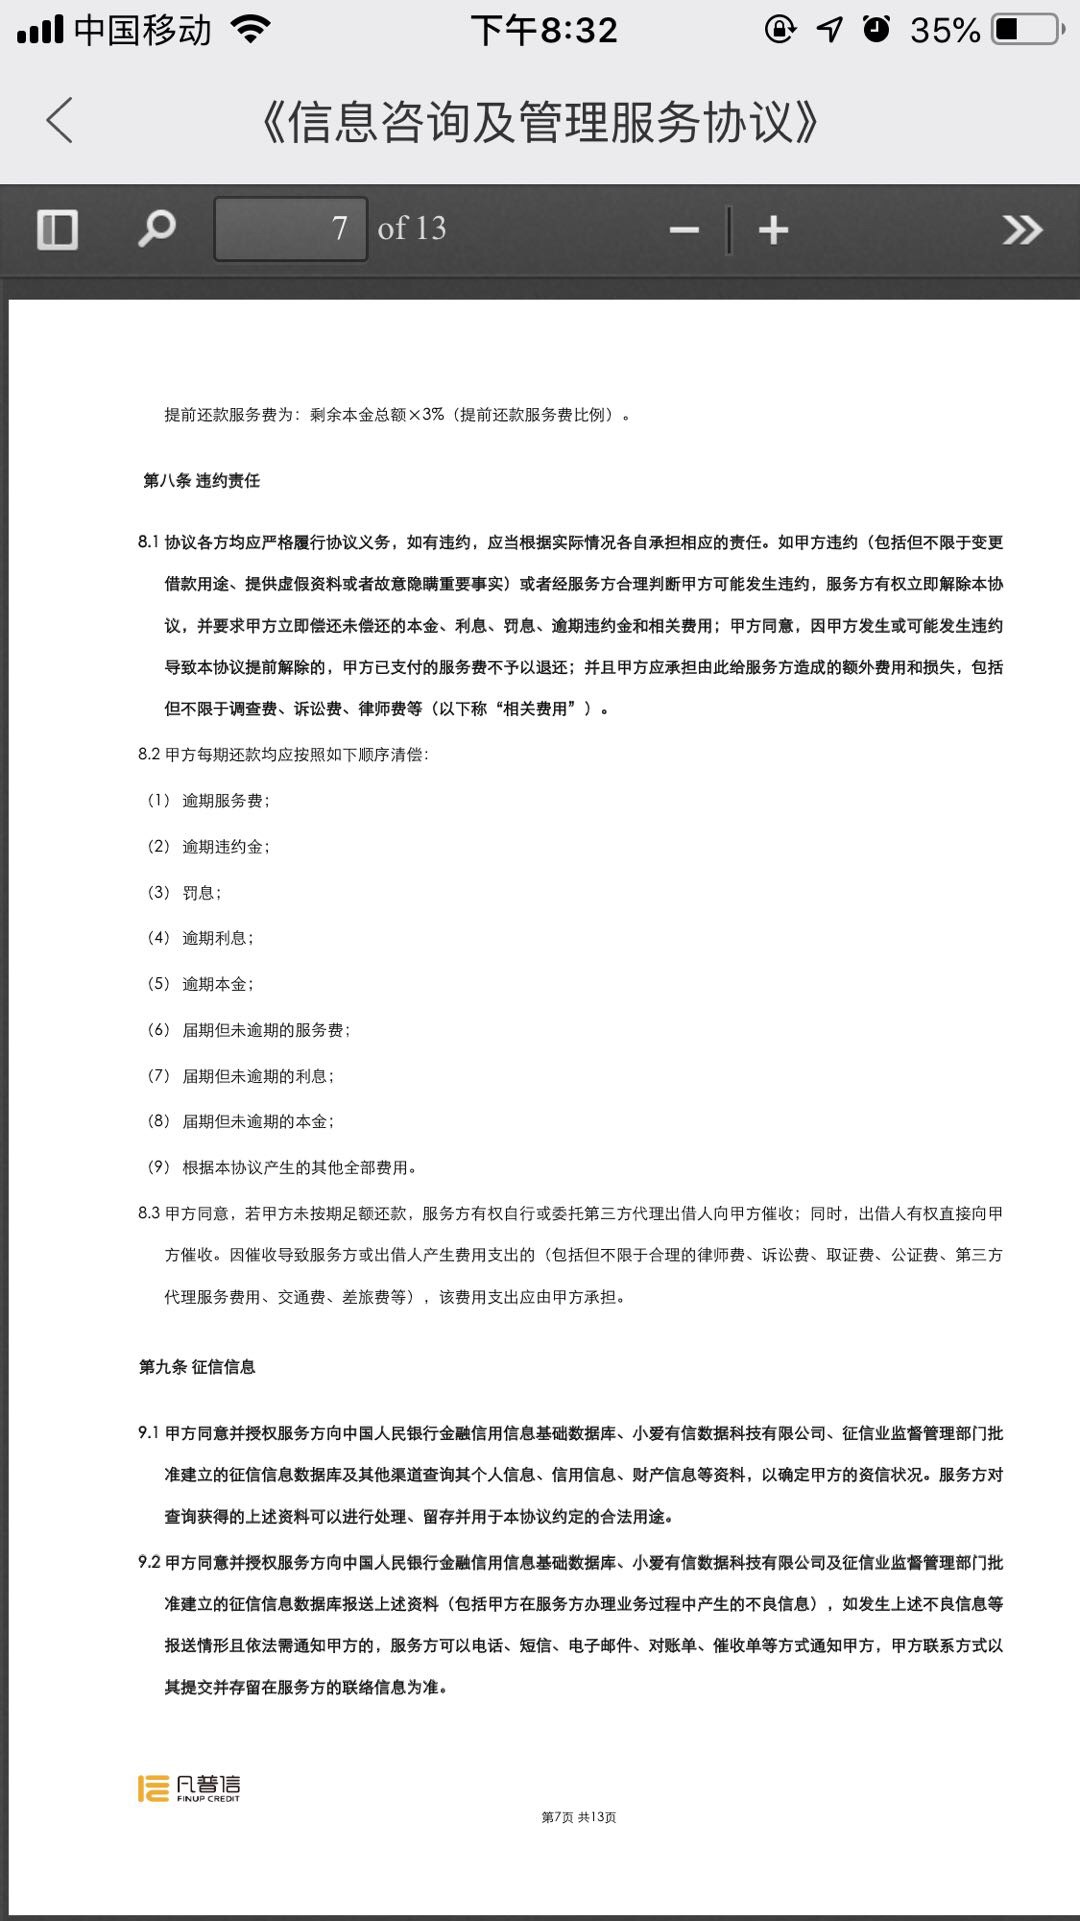 中国移动 下午8:32 35%
《信息咨询及管理服务协议》
7 of 13
提前还款服务费为：剩余本金总额×3%（提前还款服务费比例）。
第八条 违约责任
8.1 协议各方均应严格履行协议义务，如有违约，应当根据实际情况各自承担相应的责任。如甲方违约（包括但不限于变更
借款用途、提供虚假资料或者故意隐瞒重要事实）或者经服务方合理判断甲方可能发生违约，服务方有权立即解除本协
议，并要求甲方立即偿还未偿还的本金、利息、罚息、逾期违约金和相关费用；甲方同意，因甲方发生或可能发生违约
导致本协议提前解除的，甲方已支付的服务费不予以退还；并且甲方应承担由此给服务方造成的额外费用和损失，包括
但不限于调查费、诉讼费、律师费等（以下称“相关费用”）。
8.2 甲方每期还款均应按照如下顺序清偿：
（1） 逾期服务费；
（2） 逾期违约金；
（3） 罚息；
（4） 逾期利息；
（5） 逾期本金；
（6） 届期但未逾期的服务费；
（7） 届期但未逾期的利息；
（8） 届期但未逾期的本金；
（9） 根据本协议产生的其他全部费用。
8.3 甲方同意，若甲方未按期足额还款，服务方有权自行或委托第三方代理出借人向甲方催收；同时，出借人有权直接向甲
方催收。因催收导致服务方或出借人产生费用支出的（包括但不限于合理的律师费、诉讼费、取证费、公证费、第三方
代理服务费用、交通费、差旅费等），该费用支出应由甲方承担。
第九条 征信信息
9.1 甲方同意并授权服务方向中国人民银行金融信用信息基础数据库、小爱有信数据科技有限公司、征信业监督管理部门批
准建立的征信信息数据库及其他渠道查询其个人信息、信用信息、财产信息等资料，以确定甲方的资信状况。服务方对
查询获得的上述资料可以进行处理、留存并用于本协议约定的合法用途。
9.2 甲方同意并授权服务方向中国人民银行金融信用信息基础数据库、小爱有信数据科技有限公司及征信业监督管理部门批
准建立的征信信息数据库报送上述资料（包括甲方在服务方办理业务过程中产生的不良信息），如发生上述不良信息等
报送情形且依法需通知甲方的，服务方可以电话、短信、电子邮件、对账单、催收单等方式通知甲方，甲方联系方式以
其提交并存留在服务方的联络信息为准。
凡普信
FINUP CREDIT
第7页 共13页